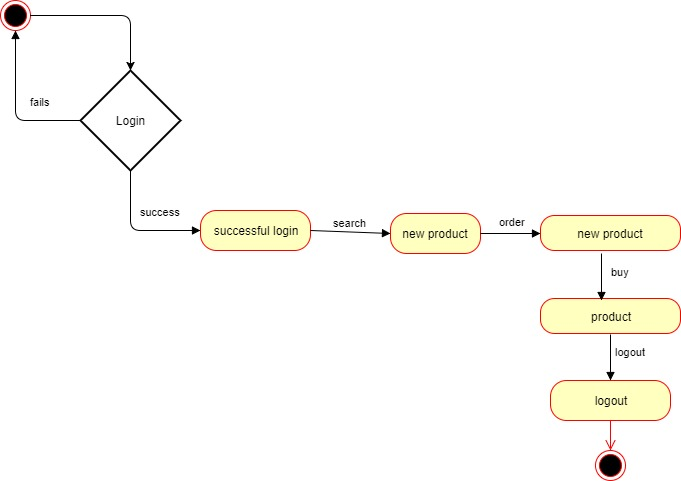 fails
Login
success
successful login
search
new product
order
new product
buy
product
logout
logout